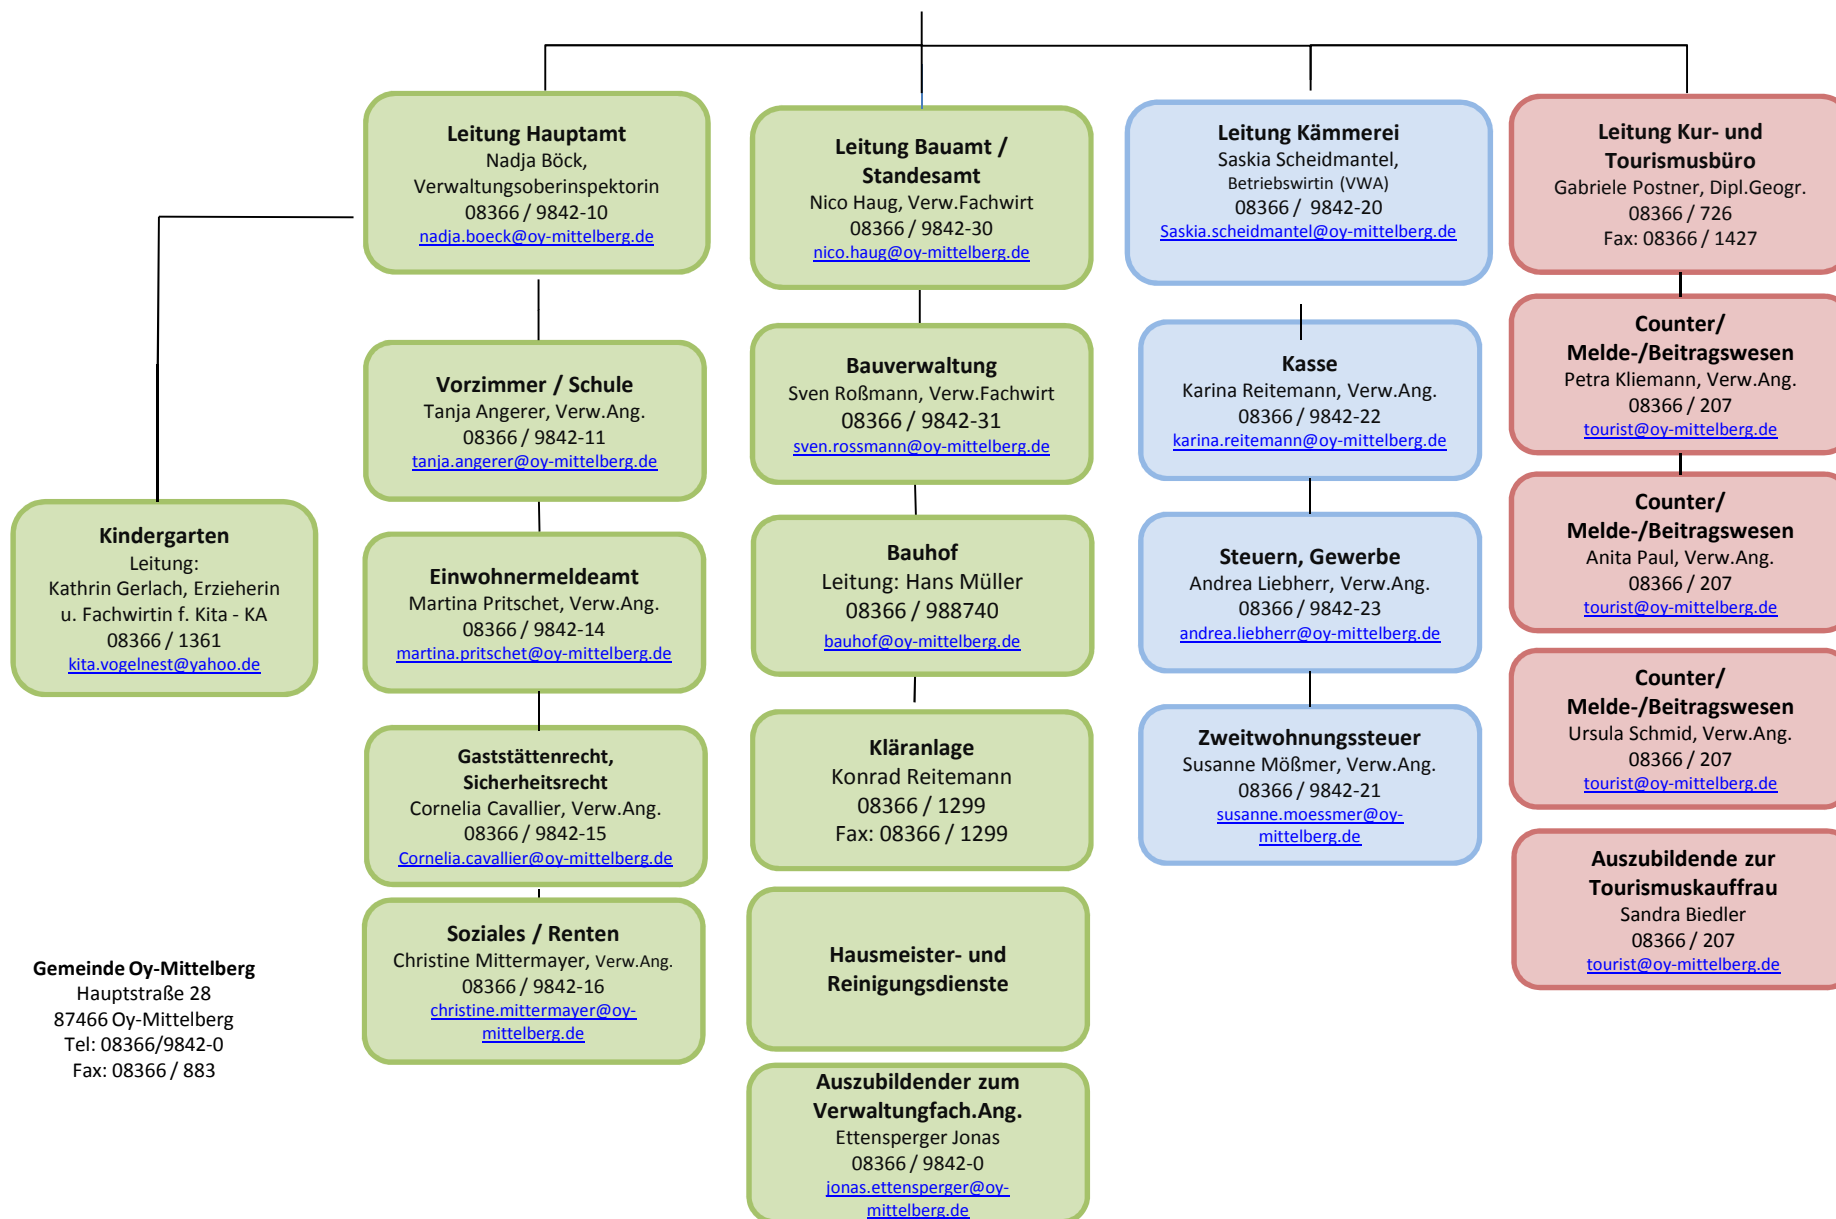 Leitung Hauptamt
Nadja Böck,
Verwaltungsoberinspektorin
08366 / 9842-10
nadja.boeck@oy-mittelberg.de
Leitung Bauamt /
Standesamt
Nico Haug, Verw.Fachwirt
08366 / 9842-30
nico.haug@oy-mittelberg.de
Leitung Kämmerei
Saskia Scheidmantel,
Betriebswirtin (VWA)
08366 /  9842-20
Saskia.scheidmantel@oy-mittelberg.de
Leitung Kur- und
Tourismusbüro
Gabriele Postner, Dipl.Geogr.
08366 / 726
Fax: 08366 / 1427
Vorzimmer / Schule
Tanja Angerer, Verw.Ang.
08366 / 9842-11
tanja.angerer@oy-mittelberg.de
Bauverwaltung
Sven Roßmann, Verw.Fachwirt
08366 / 9842-31
sven.rossmann@oy-mittelberg.de
Kasse
Karina Reitemann, Verw.Ang.
08366 / 9842-22
karina.reitemann@oy-mittelberg.de
Counter/
Melde-/Beitragswesen
Petra Kliemann, Verw.Ang.
08366 / 207
tourist@oy-mittelberg.de
Kindergarten
Leitung:
Kathrin Gerlach, Erzieherin
u. Fachwirtin f. Kita - KA
08366 / 1361
kita.vogelnest@yahoo.de
Einwohnermeldeamt
Martina Pritschet, Verw.Ang.
08366 / 9842-14
martina.pritschet@oy-mittelberg.de
Bauhof
Leitung: Hans Müller
08366 / 988740
bauhof@oy-mittelberg.de
Steuern, Gewerbe
Andrea Liebherr, Verw.Ang.
08366 / 9842-23
andrea.liebherr@oy-mittelberg.de
Counter/
Melde-/Beitragswesen
Anita Paul, Verw.Ang.
08366 / 207
tourist@oy-mittelberg.de
Gaststättenrecht,
Sicherheitsrecht
Cornelia Cavallier, Verw.Ang.
08366 / 9842-15
Cornelia.cavallier@oy-mittelberg.de
Kläranlage
Konrad Reitemann
08366 / 1299
Fax: 08366 / 1299
Zweitwohnungssteuer
Susanne Mößmer, Verw.Ang.
08366 / 9842-21
susanne.moessmer@oy-
mittelberg.de
Counter/
Melde-/Beitragswesen
Ursula Schmid, Verw.Ang.
08366 / 207
tourist@oy-mittelberg.de
Soziales / Renten
Christine Mittermayer, Verw.Ang.
08366 / 9842-16
christine.mittermayer@oy-
mittelberg.de
Hausmeister- und
Reinigungsdienste
Auszubildende zur
Tourismuskauffrau
Sandra Biedler
08366 / 207
tourist@oy-mittelberg.de
Gemeinde Oy-Mittelberg
Hauptstraße 28
87466 Oy-Mittelberg
Tel: 08366/9842-0
Fax: 08366 / 883
Auszubildender zum
Verwaltungfach.Ang.
Ettensperger Jonas
08366 / 9842-0
jonas.ettensperger@oy-
mittelberg.de